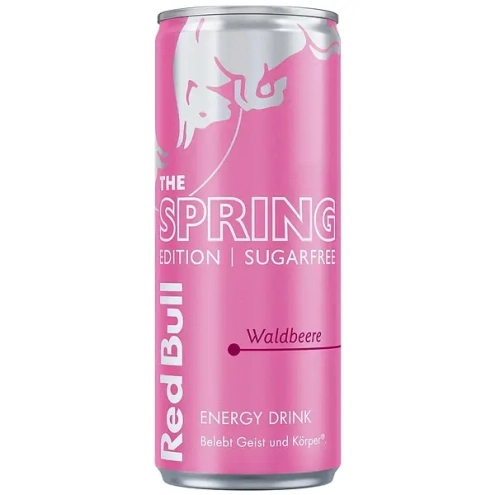 THE
SPRING
EDITION | SUGARFREE
Red Bull
Waldbeere
ENERGY DRINK
Belebt Geist und Körper®